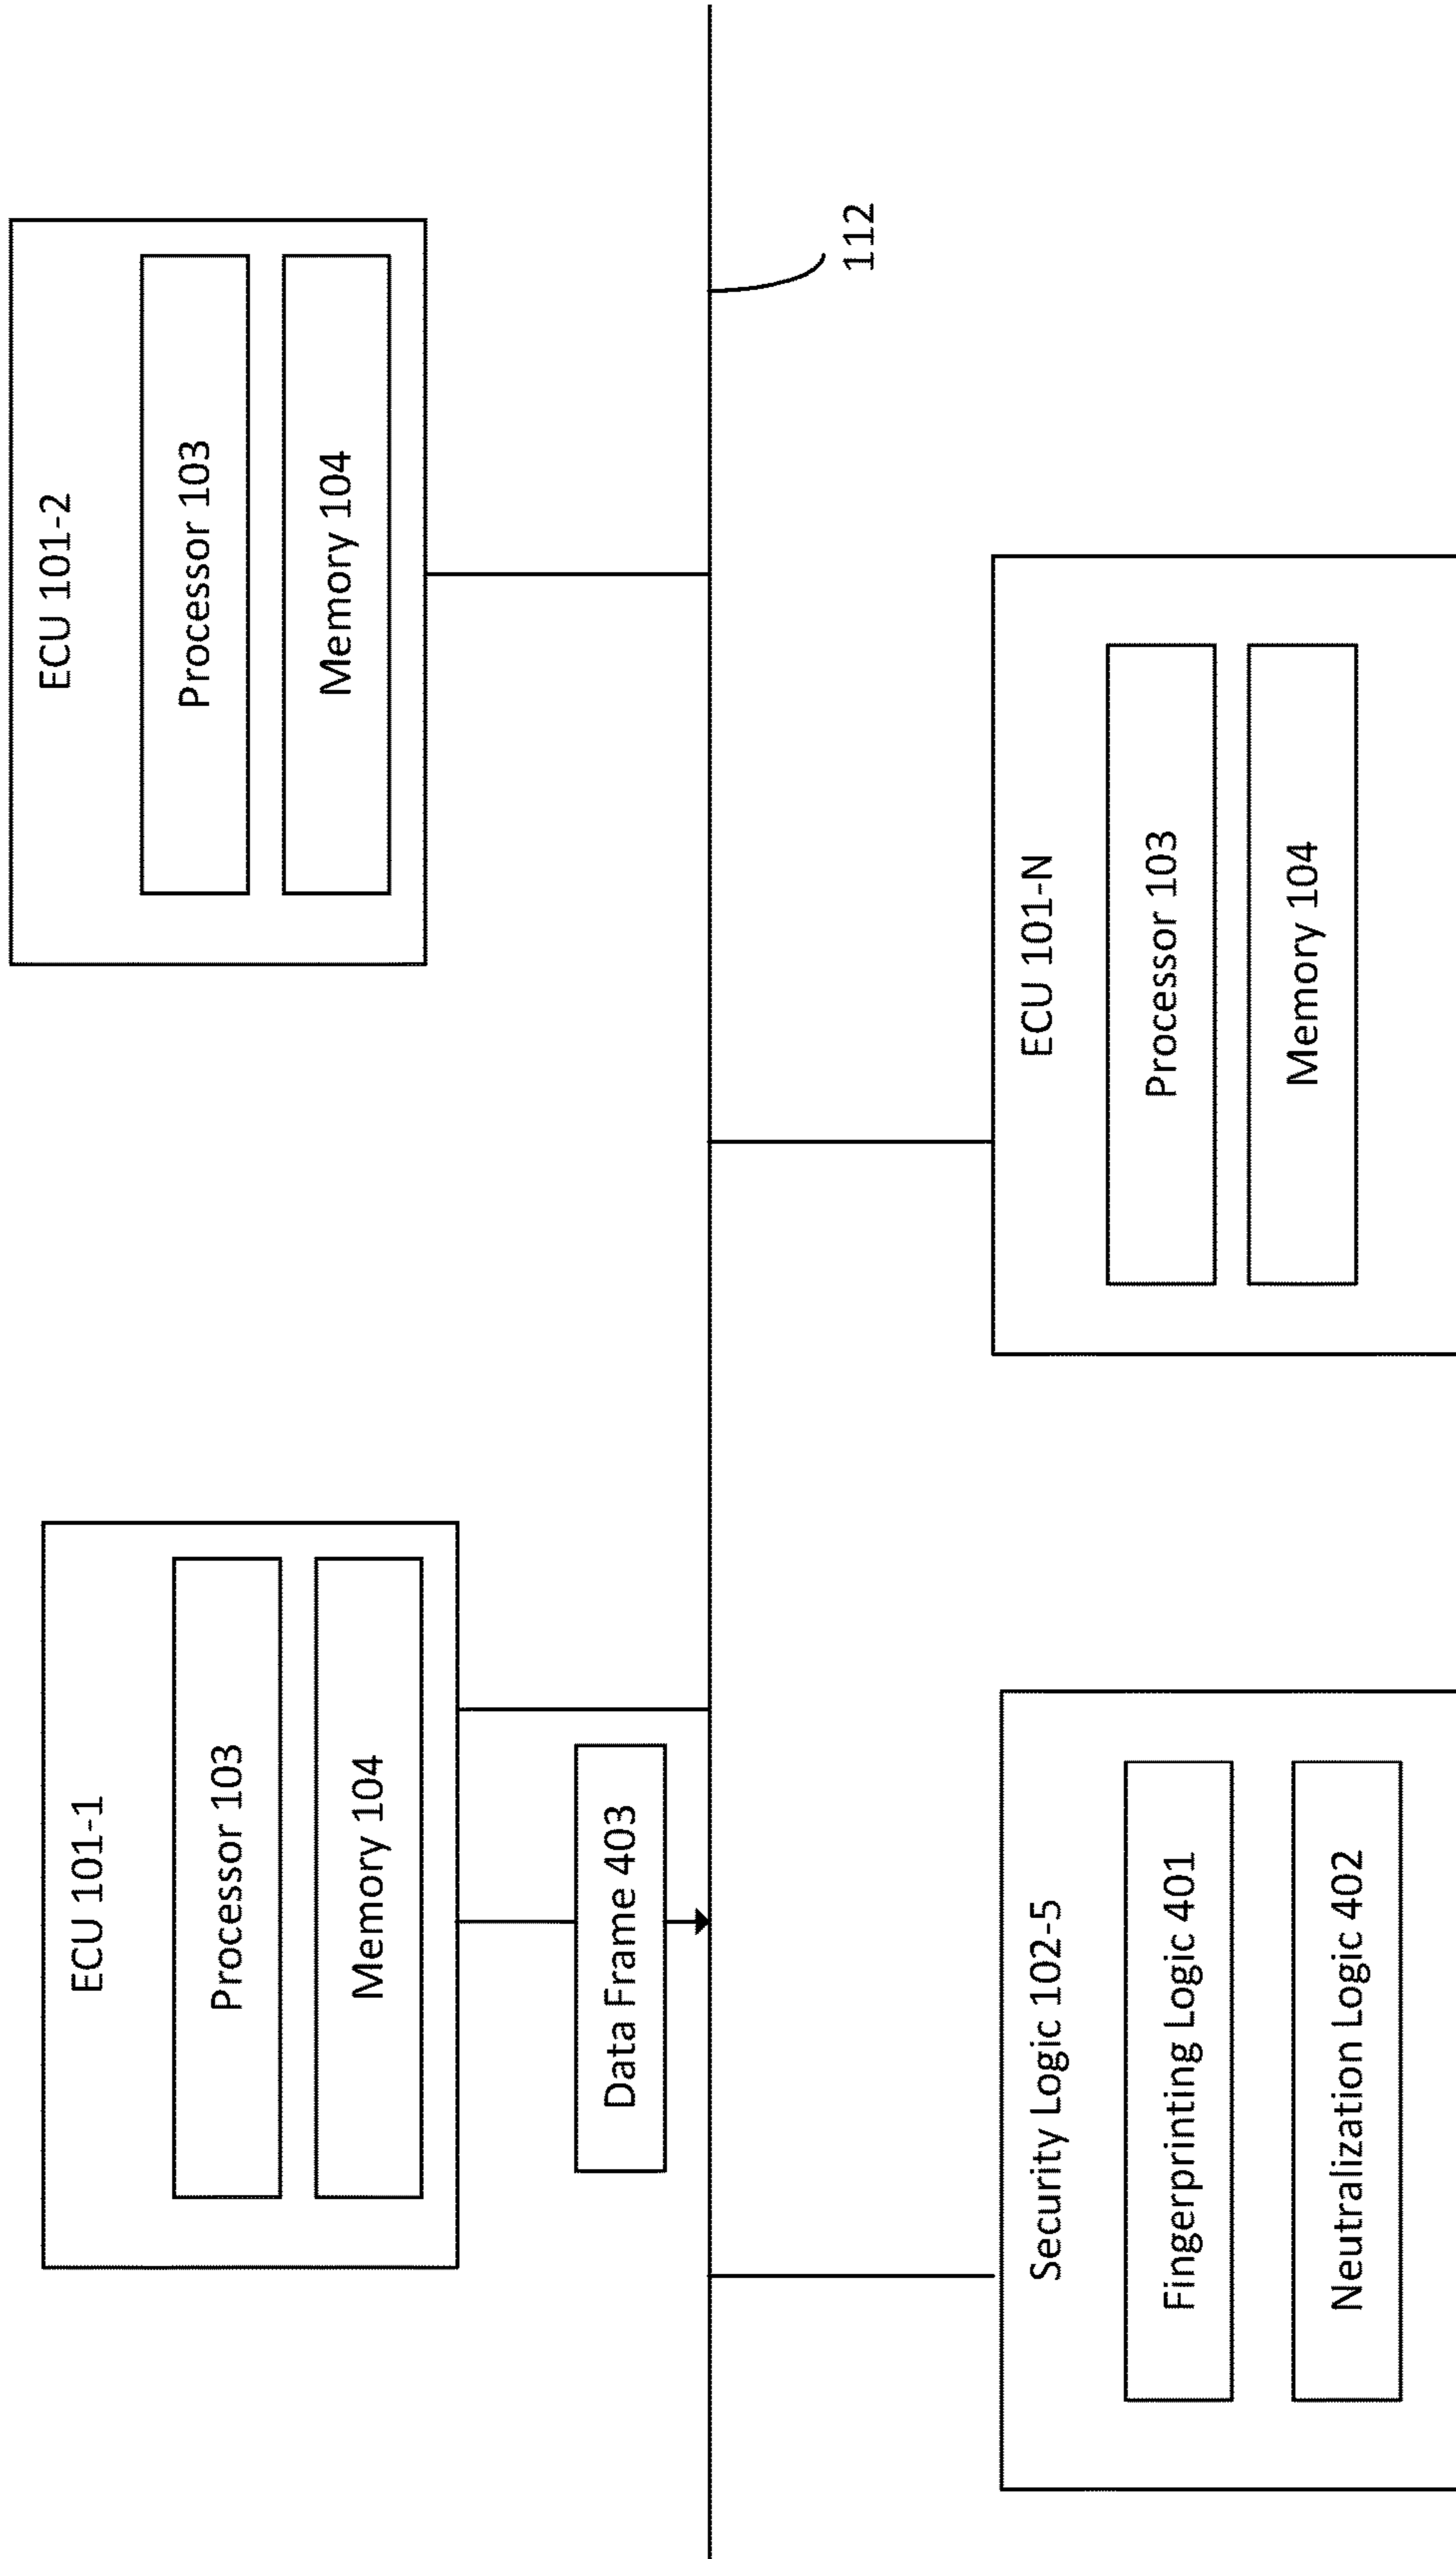 ECU 101-1
Processor 103
Memory 104
Data Frame 403
ECU 101-2
Processor 103
Memory 104
112
Security Logic 102-5
Fingerprinting Logic 401
Neutralization Logic 402
ECU 101-N
Processor 103
Memory 104